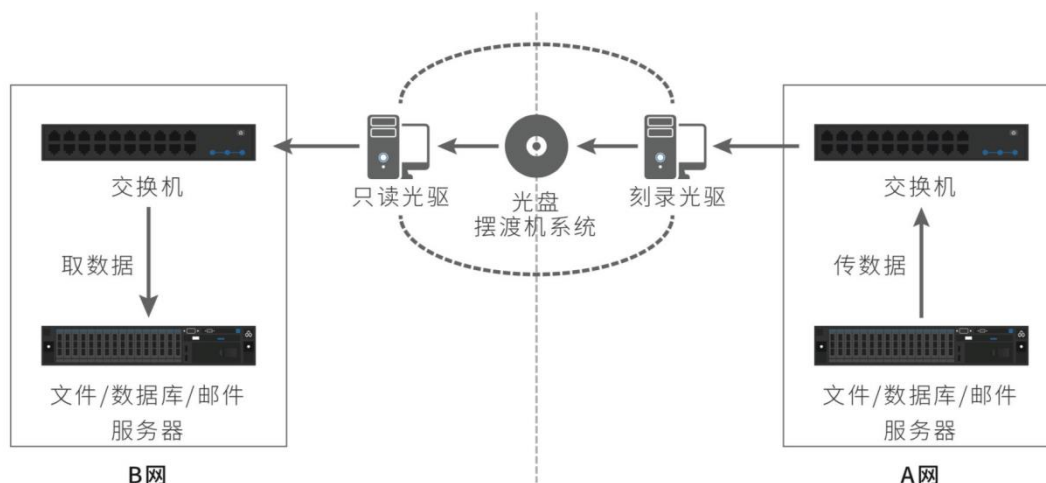 交换机
取数据
文件/数据库/邮件
服务器
B网
只读光驱
光盘
摆渡机系统
刻录光驱
交换机
传数据
文件/数据库/邮件
服务器
A网